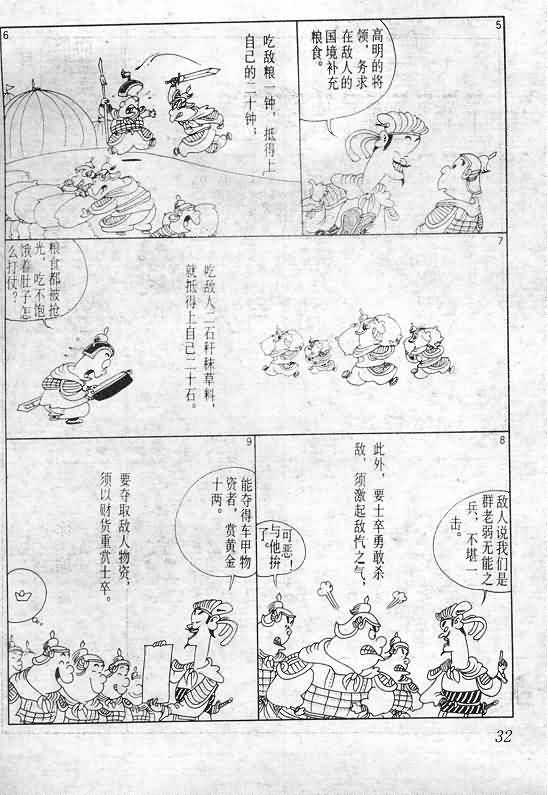 5
高明的将
领，务求
在敌人的
国境补充
粮食。
6
吃敌粮一钟，抵得上
自己的二十钟；
7
吃敌人一石秆秣草料，
就抵得上自己二十石。
粮食都被抢
光，吃不饱
饿着肚子怎
么打仗？
8
敌人说我们是
群老弱无能之
兵，不堪一
击。
此外，要士卒勇敢杀
敌，须激起敌忾之气，
可恶！
与他拚
了。
9
能夺得车甲物
资者，赏黄金
十两。
要夺取敌人物资，
须以财货重赏士卒。
32